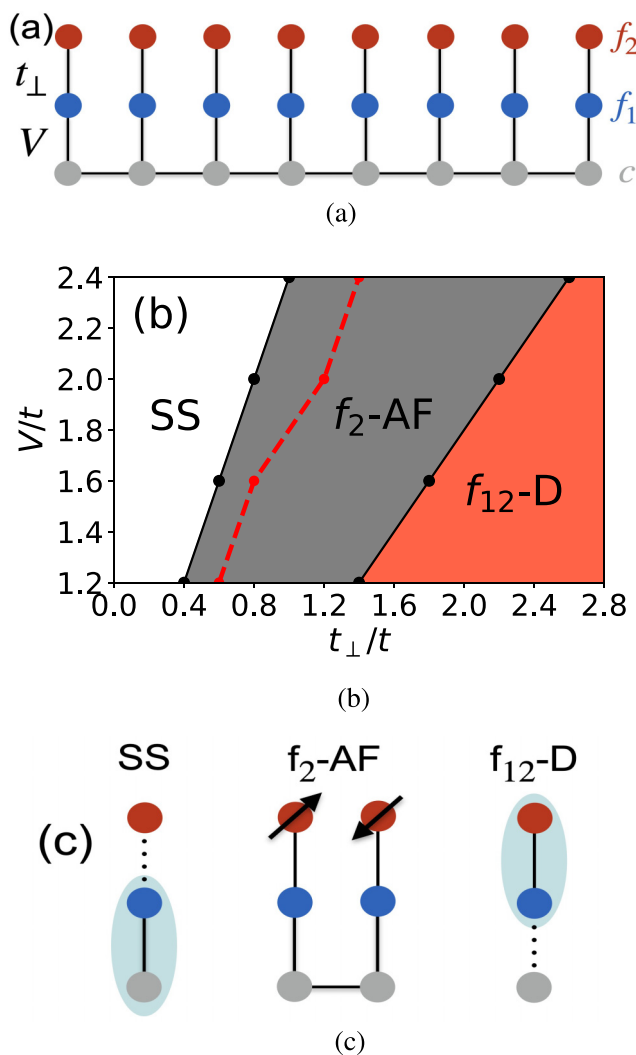 (a)
f₂
t⊥
f₁
V
c
(a)
2.4
(b)
2.2
2.0
SS
f₂-AF
V/t
1.8
1.6
f₁₂-D
1.4
1.2
0.0 0.4 0.8 1.2 1.6 2.0 2.4 2.8
t⊥/t
(b)
SS f₂-AF f₁₂-D
(c)
(c)